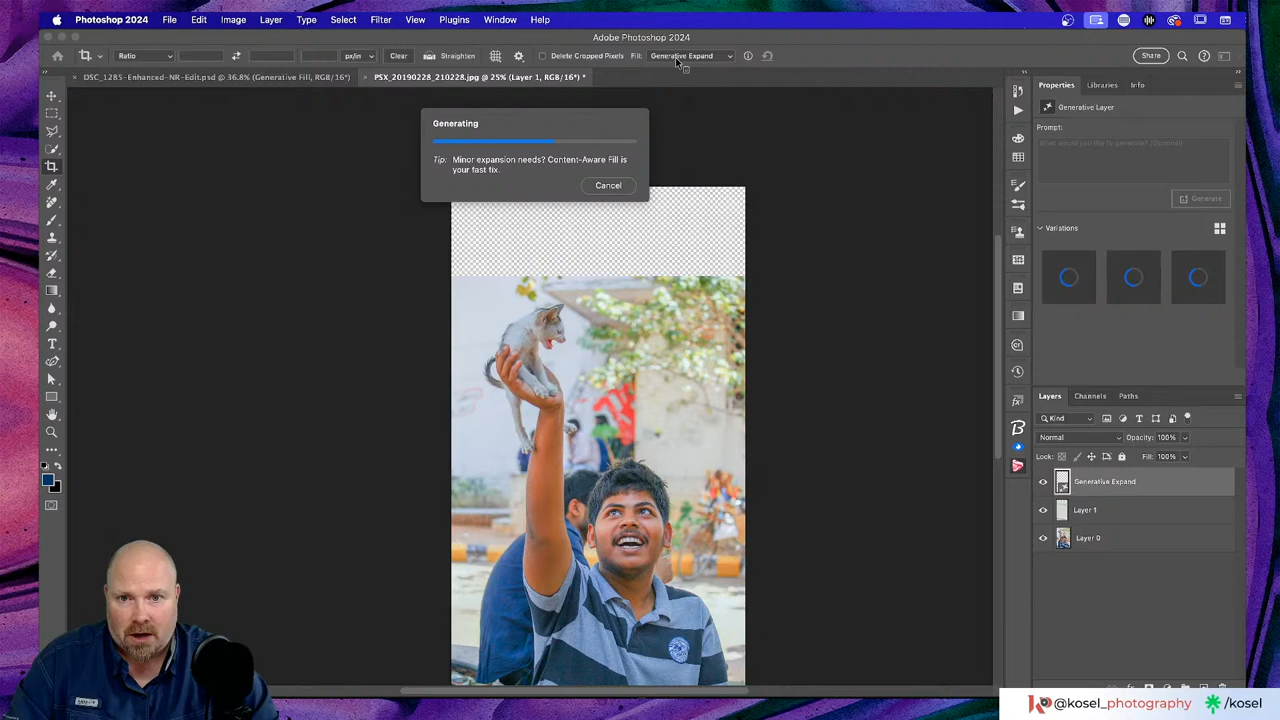 Photoshop 2024 File Edit Image Layer Type Select Filter View Plugins Window Help
Adobe Photoshop 2024
Ratio px/in Clear Straighten Delete Cropped Pixels Fill: Generative Expand Share
DSC_1285-Enhanced-NR-Edit.psd @ 36.8% (Generative Fill, RGB/16*) PSX_20190228_210228.jpg @ 25% (Layer 1, RGB/16*) *
Properties Libraries Info
Generative Layer
Prompt:
What would you like to generate? (Optional)
Generate
Variations
Generating
Tip: Minor expansion needs? Content-Aware Fill is
your fast fix.
Cancel
Layers Channels Paths
Kind
Normal Opacity: 100%
Lock: Fill: 100%
Generative Expand
Layer 1
Layer 0
@kosel_photography /kosel